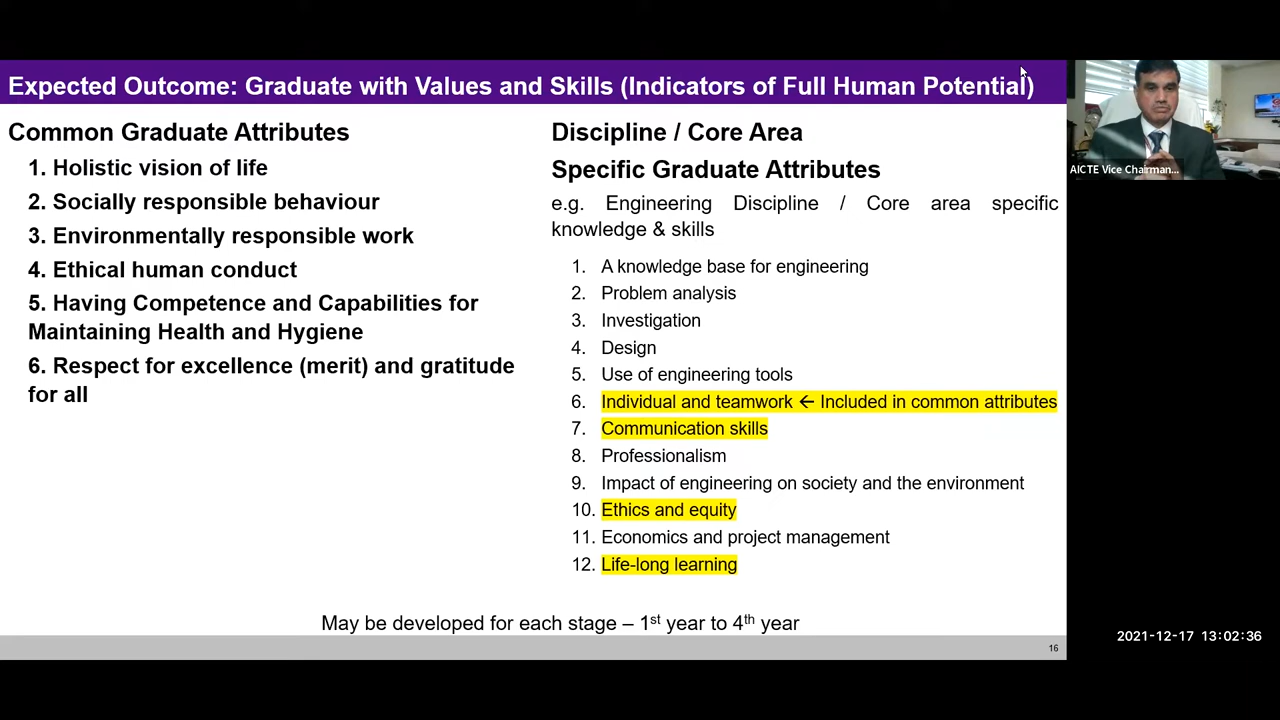 Expected Outcome: Graduate with Values and Skills (Indicators of Full Human Potential)
Common Graduate Attributes
1. Holistic vision of life
2. Socially responsible behaviour
3. Environmentally responsible work
4. Ethical human conduct
5. Having Competence and Capabilities for
Maintaining Health and Hygiene
6. Respect for excellence (merit) and gratitude
for all
Discipline / Core Area
Specific Graduate Attributes
e.g. Engineering Discipline / Core area specific
knowledge & skills
1. A knowledge base for engineering
2. Problem analysis
3. Investigation
4. Design
5. Use of engineering tools
6. Individual and teamwork ← Included in common attributes
7. Communication skills
8. Professionalism
9. Impact of engineering on society and the environment
10. Ethics and equity
11. Economics and project management
12. Life-long learning
May be developed for each stage – 1st year to 4th year
16
AICTE Vice Chairman...
2021-12-17 13:02:36